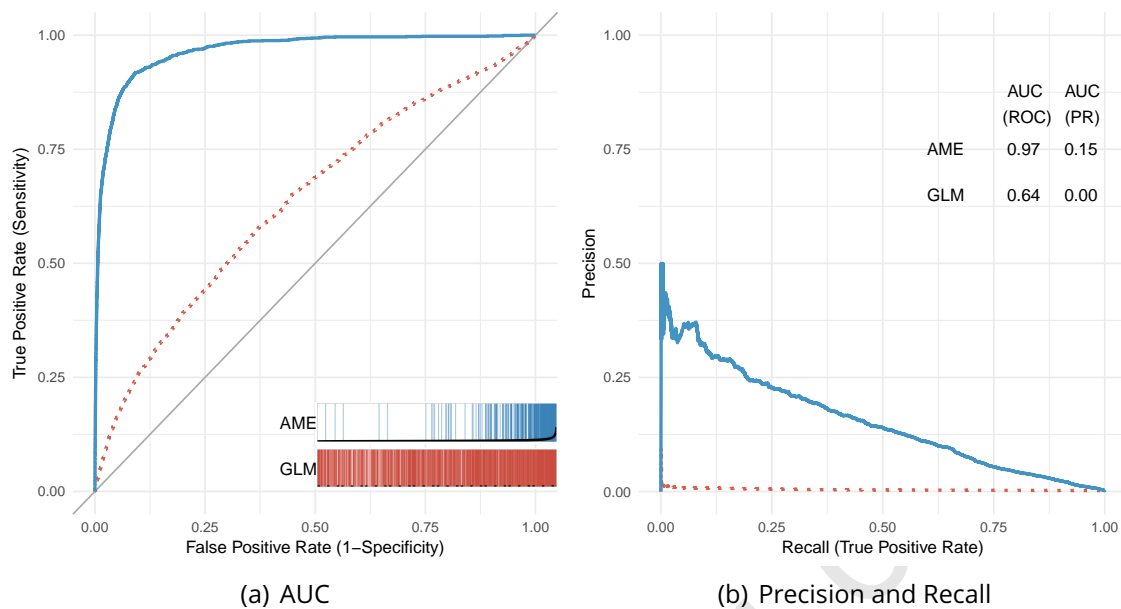 1.00
0.75
0.50
0.25
0.00
True Positive Rate (Sensitivity)
AME
GLM
0.00 0.25 0.50 0.75 1.00
False Positive Rate (1−Specificity)
(a) AUC
1.00
0.75
0.50
0.25
0.00
Precision
AUC AUC
(ROC) (PR)
AME 0.97 0.15
GLM 0.64 0.00
0.00 0.25 0.50 0.75 1.00
Recall (True Positive Rate)
(b) Precision and Recall